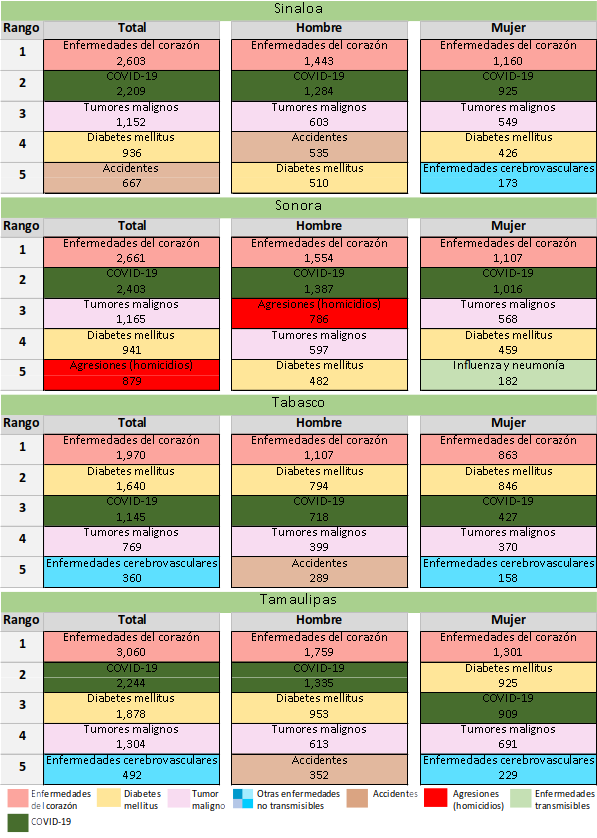 Sinaloa
Rango Total Hombre Mujer
1 Enfermedades del corazón Enfermedades del corazón Enfermedades del corazón
2,603 1,443 1,160
2 COVID-19 COVID-19 COVID-19
2,209 1,284 925
3 Tumores malignos Tumores malignos Tumores malignos
1,152 603 549
4 Diabetes mellitus Accidentes Diabetes mellitus
936 535 426
5 Accidentes Diabetes mellitus Enfermedades cerebrovasculares
667 510 173
Sonora
Rango Total Hombre Mujer
1 Enfermedades del corazón Enfermedades del corazón Enfermedades del corazón
2,661 1,554 1,107
2 COVID-19 COVID-19 COVID-19
2,403 1,387 1,016
3 Tumores malignos Agresiones (homicidios) Tumores malignos
1,165 786 568
4 Diabetes mellitus Tumores malignos Diabetes mellitus
941 597 459
5 Agresiones (homicidios) Diabetes mellitus Influenza y neumonía
879 482 182
Tabasco
Rango Total Hombre Mujer
1 Enfermedades del corazón Enfermedades del corazón Enfermedades del corazón
1,970 1,107 863
2 Diabetes mellitus Diabetes mellitus Diabetes mellitus
1,640 794 846
3 COVID-19 COVID-19 COVID-19
1,145 718 427
4 Tumores malignos Tumores malignos Tumores malignos
769 399 370
5 Enfermedades cerebrovasculares Accidentes Enfermedades cerebrovasculares
360 289 158
Tamaulipas
Rango Total Hombre Mujer
1 Enfermedades del corazón Enfermedades del corazón Enfermedades del corazón
3,060 1,759 1,301
2 COVID-19 COVID-19 Diabetes mellitus
2,244 1,335 925
3 Diabetes mellitus Diabetes mellitus COVID-19
1,878 953 909
4 Tumores malignos Tumores malignos Tumores malignos
1,304 613 691
5 Enfermedades cerebrovasculares Accidentes Enfermedades cerebrovasculares
492 352 229
Enfermedades Diabetes Tumor Otras enfermedades Accidentes Agresiones Enfermedades
del corazón mellitus maligno no transmisibles (homicidios) transmisibles
COVID-19